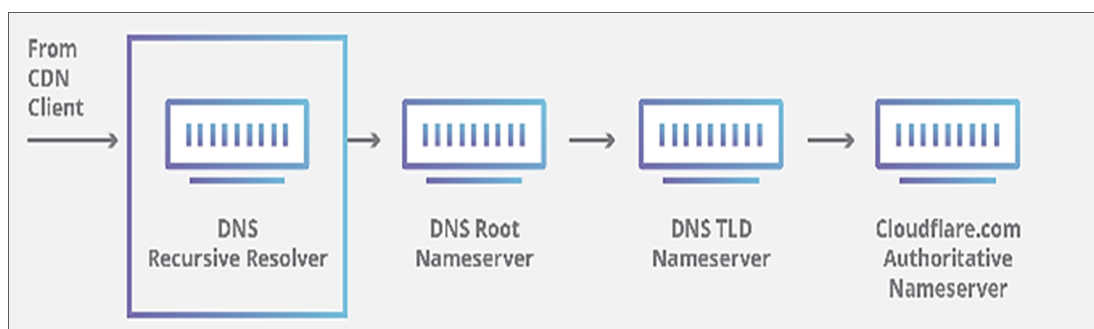 From
CDN
Client
DNS
Recursive Resolver
DNS Root
Nameserver
DNS TLD
Nameserver
Cloudflare.com
Authoritative
Nameserver